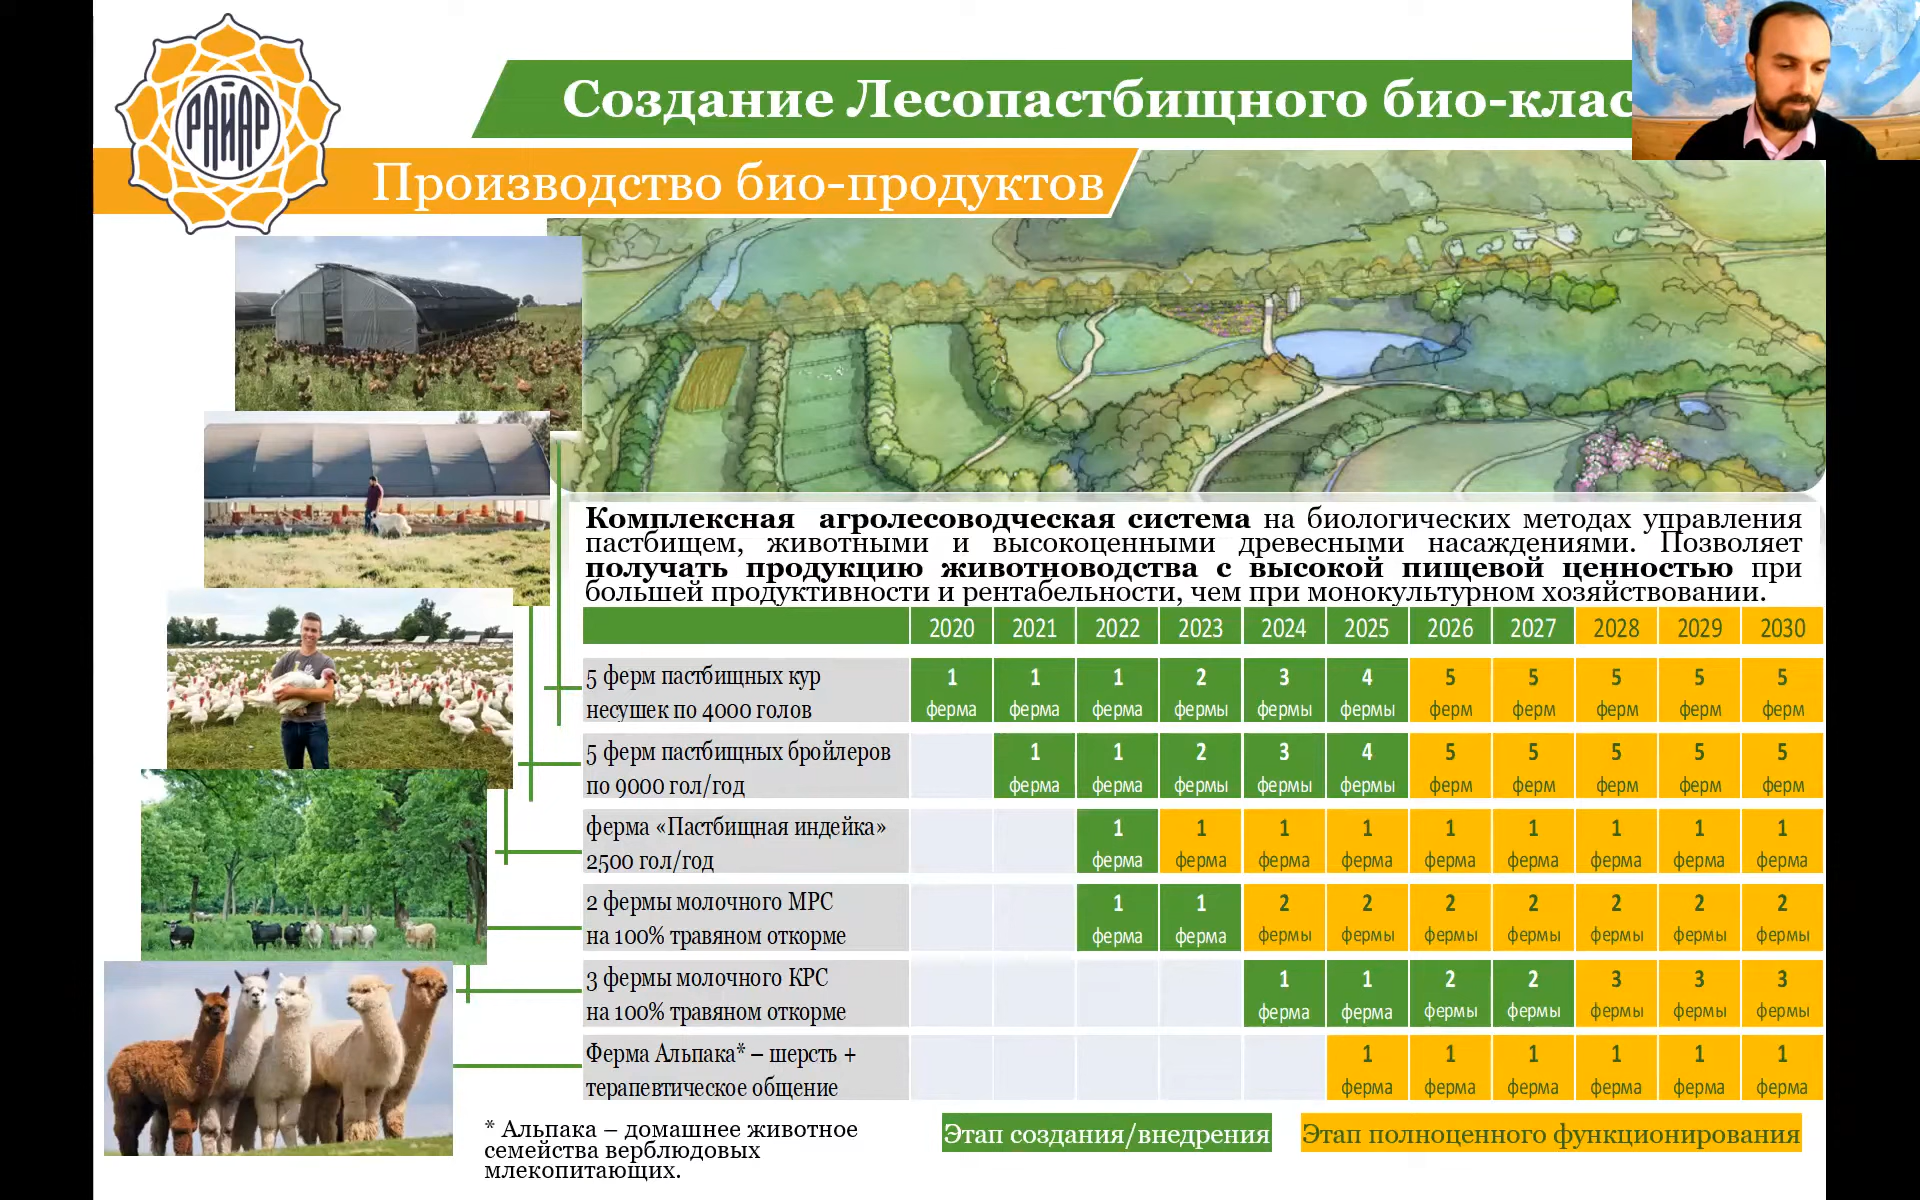 РАЙАР
Создание Лесопастбищного био-клас
Производство био-продуктов
Комплексная агролесоводческая система на биологических методах управления
пастбищем, животными и высокоценными древесными насаждениями. Позволяет
получать продукцию животноводства с высокой пищевой ценностью при
большей продуктивности и рентабельности, чем при монокультурном хозяйствовании.
2020 2021 2022 2023 2024 2025 2026 2027 2028 2029 2030
5 ферм пастбищных кур 1 1 1 2 3 4 5 5 5 5 5
несушек по 4000 голов ферма ферма ферма фермы фермы фермы ферм ферм ферм ферм ферм
5 ферм пастбищных бройлеров 1 1 2 3 4 5 5 5 5 5
по 9000 гол/год ферма ферма фермы фермы фермы ферм ферм ферм ферм ферм
ферма «Пастбищная индейка» 1 1 1 1 1 1 1 1 1
2500 гол/год ферма ферма ферма ферма ферма ферма ферма ферма ферма
2 фермы молочного МРС 1 1 2 2 2 2 2 2 2
на 100% травяном откорме ферма ферма фермы фермы фермы фермы фермы фермы фермы
3 фермы молочного КРС 1 1 2 2 3 3 3
на 100% травяном откорме ферма ферма фермы фермы фермы фермы фермы
Ферма Альпака* – шерсть + 1 1 1 1 1 1
терапевтическое общение ферма ферма ферма ферма ферма ферма
* Альпака – домашнее животное
семейства верблюдовых
млекопитающих.
Этап создания/внедрения
Этап полноценного функционирования